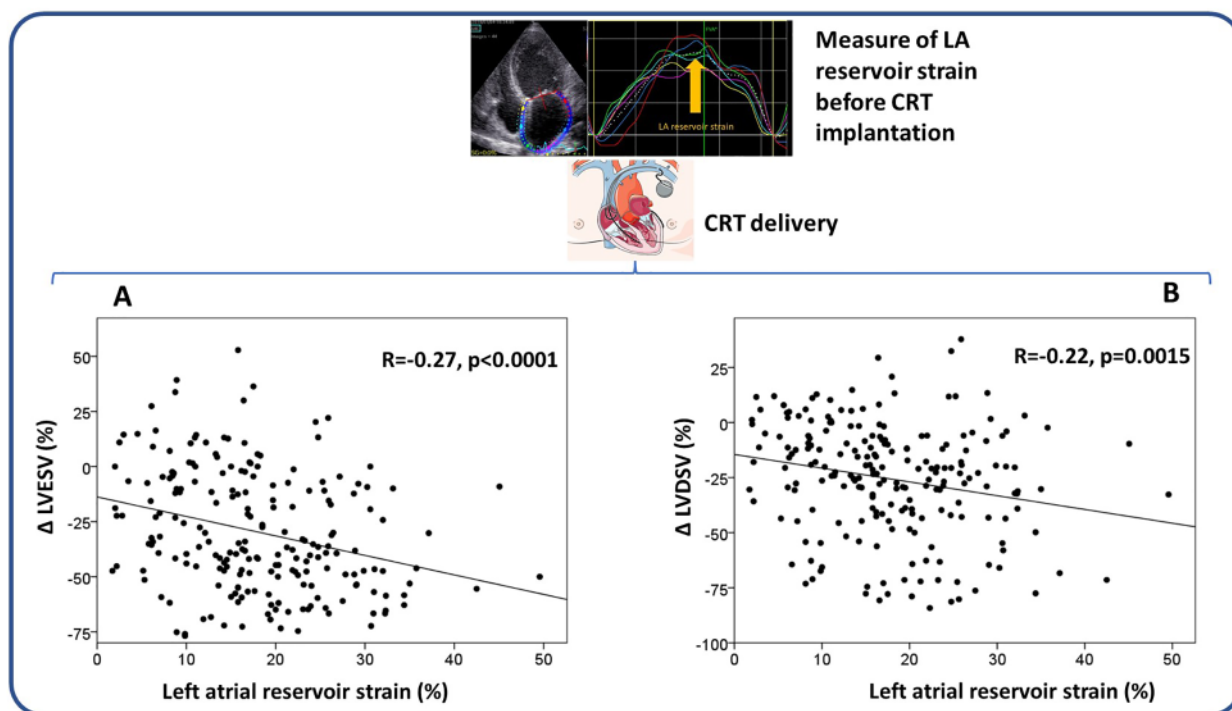 Measure of LA
reservoir strain
before CRT
implantation
LA reservoir strain
CRT delivery
A
R=-0.27, p<0.0001
Δ LVESV (%)
50
25
0
-25
-50
-75
0
10
20
30
40
50
Left atrial reservoir strain (%)
B
R=-0.22, p=0.0015
Δ LVDSV (%)
25
0
-25
-50
-75
-100
0
10
20
30
40
50
Left atrial reservoir strain (%)